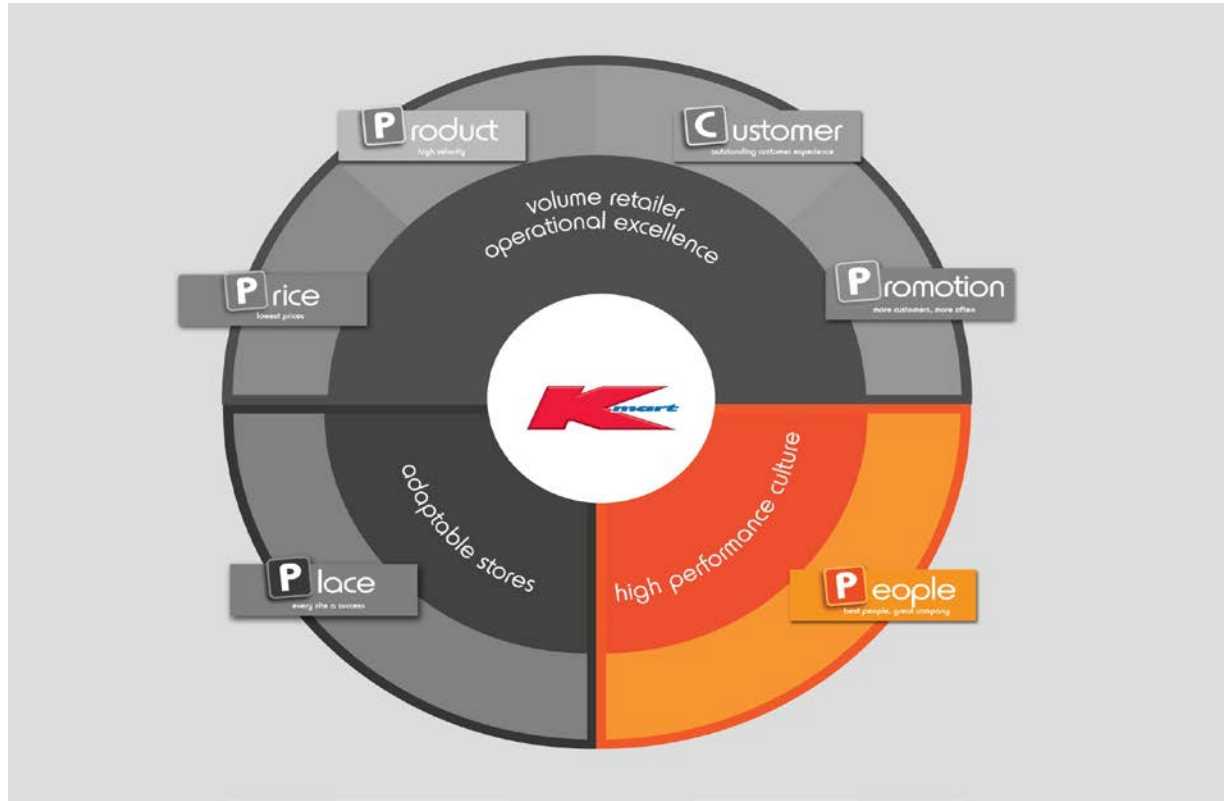 Product
high velocity
Customer
outstanding customer experience
volume retailer
operational excellence
Price
lowest prices
Promotion
more customers, more often
Kmart
adaptable stores
high performance culture
Place
every site a success
People
best people, great company